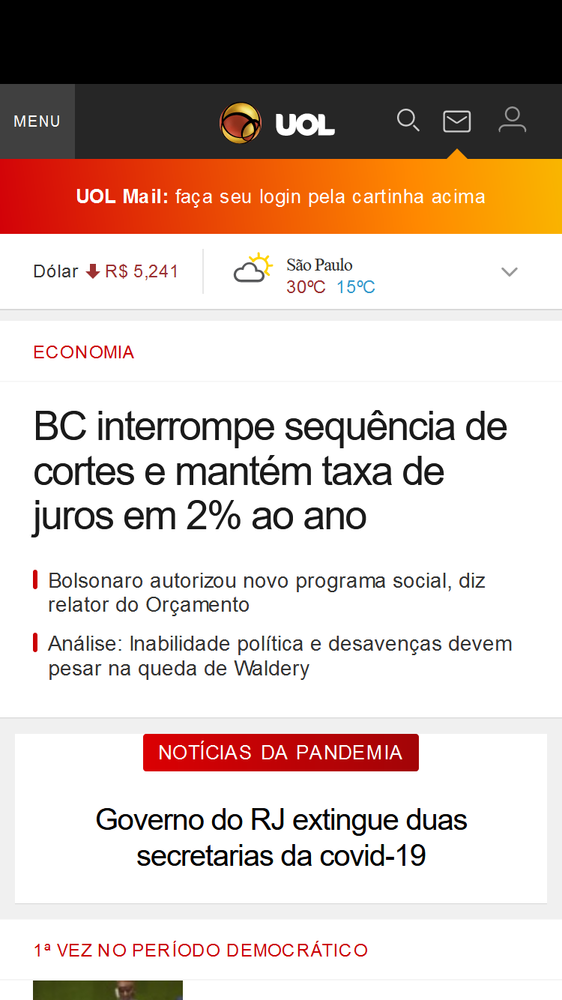 MENU
UOL
UOL Mail: faça seu login pela cartinha acima
Dólar R$ 5,241
São Paulo
30ºC 15ºC
ECONOMIA
BC interrompe sequência de
cortes e mantém taxa de
juros em 2% ao ano
Bolsonaro autorizou novo programa social, diz
relator do Orçamento
Análise: Inabilidade política e desavenças devem
pesar na queda de Waldery
NOTÍCIAS DA PANDEMIA
Governo do RJ extingue duas
secretarias da covid-19
1ª VEZ NO PERÍODO DEMOCRÁTICO